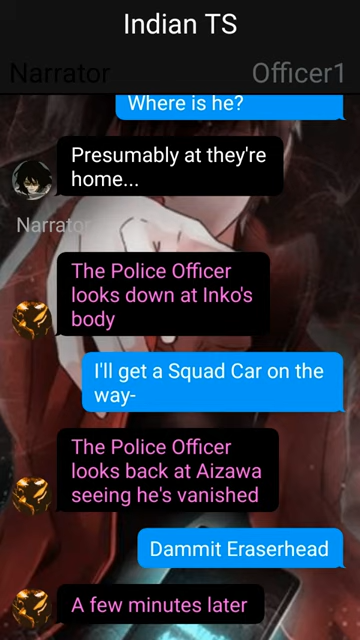 Indian TS
Narrator
Officer1
Where is he?
Presumably at they're
home...
Narrator
The Police Officer
looks down at Inko's
body
I'll get a Squad Car on the
way-
The Police Officer
looks back at Aizawa
seeing he's vanished
Dammit Eraserhead
A few minutes later